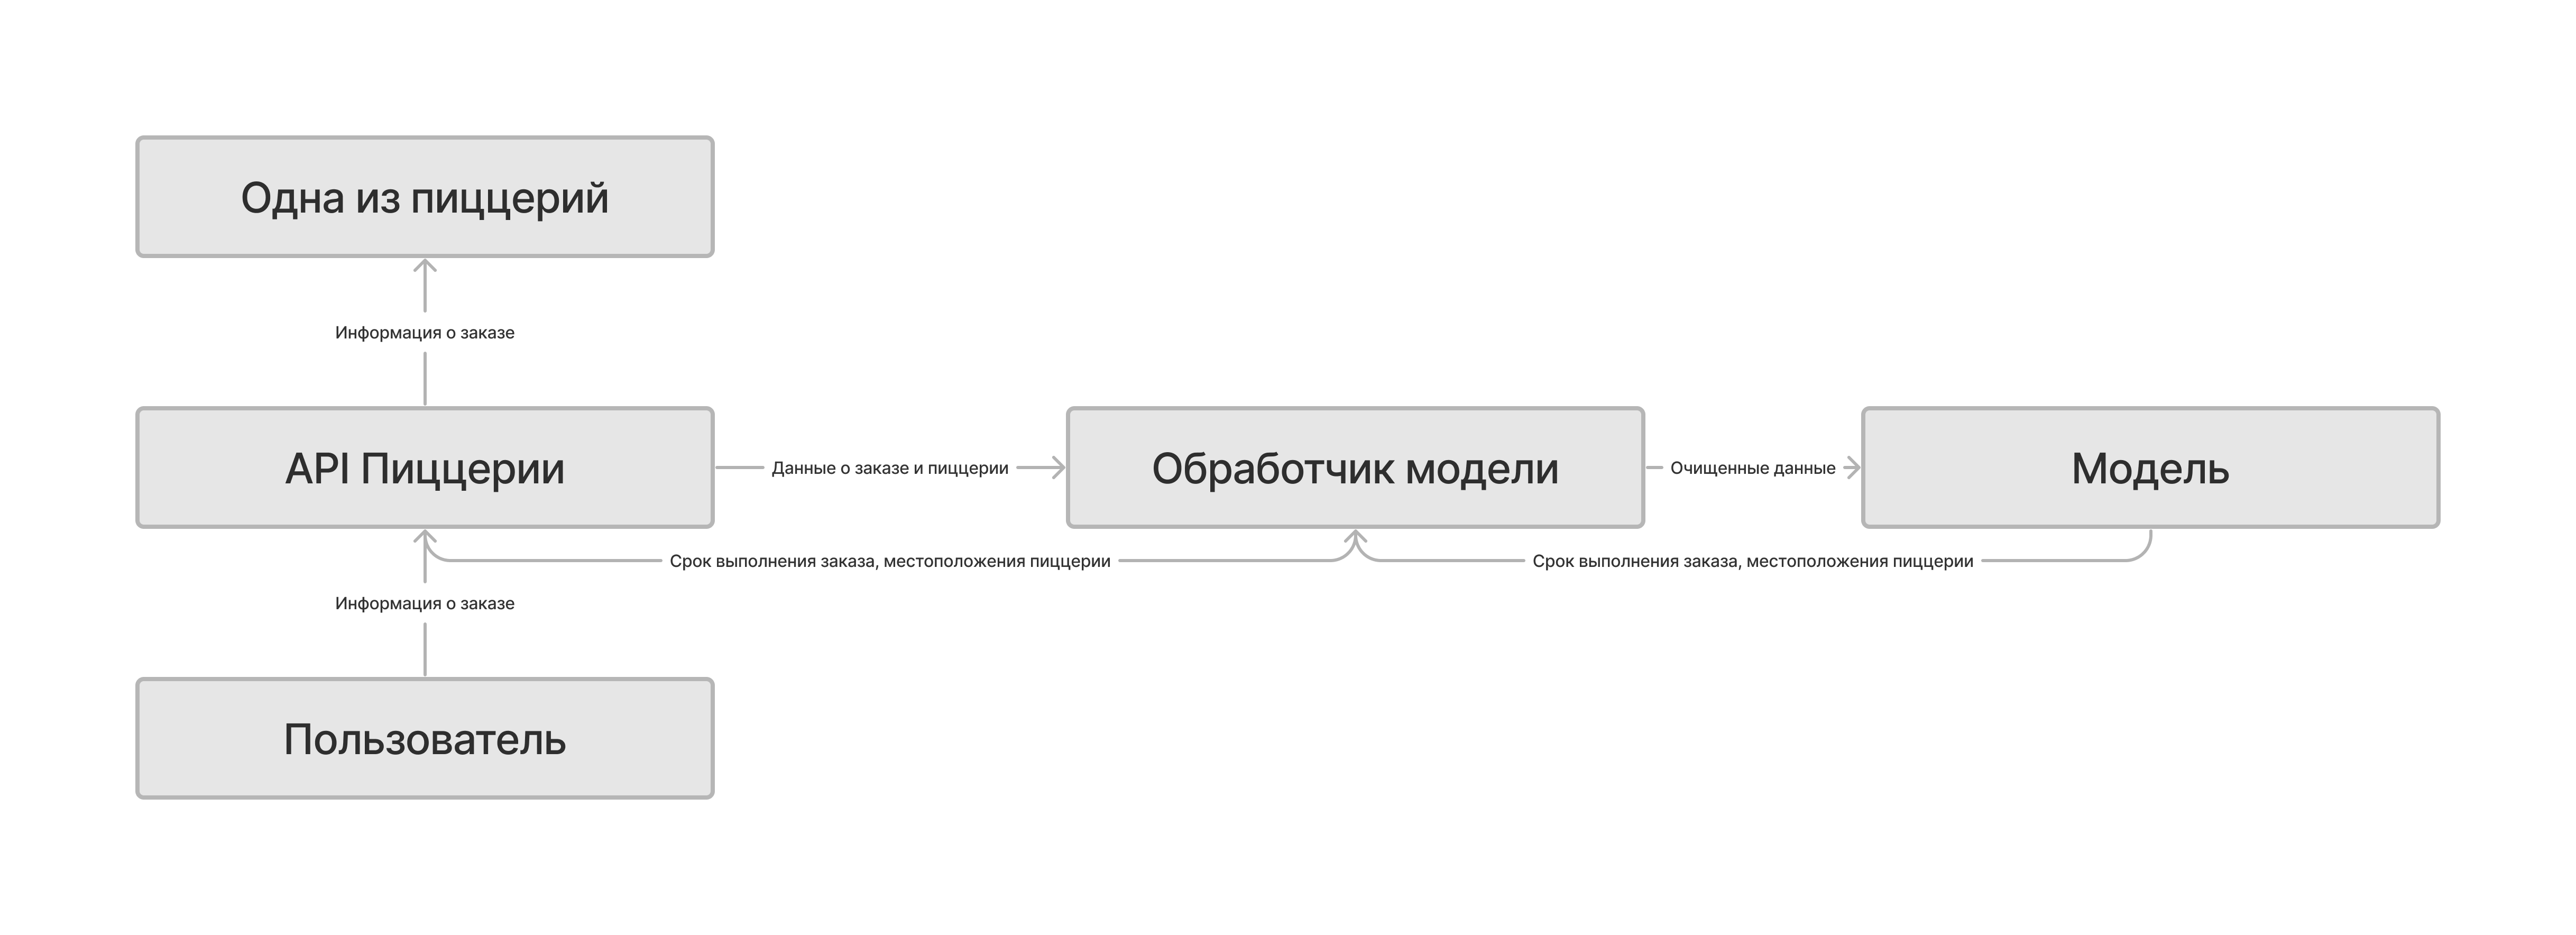 Одна из пиццерий
Информация о заказе
API Пиццерии
Данные о заказе и пиццерии
Обработчик модели
Очищенные данные
Модель
Срок выполнения заказа, местоположения пиццерии
Срок выполнения заказа, местоположения пиццерии
Информация о заказе
Пользователь